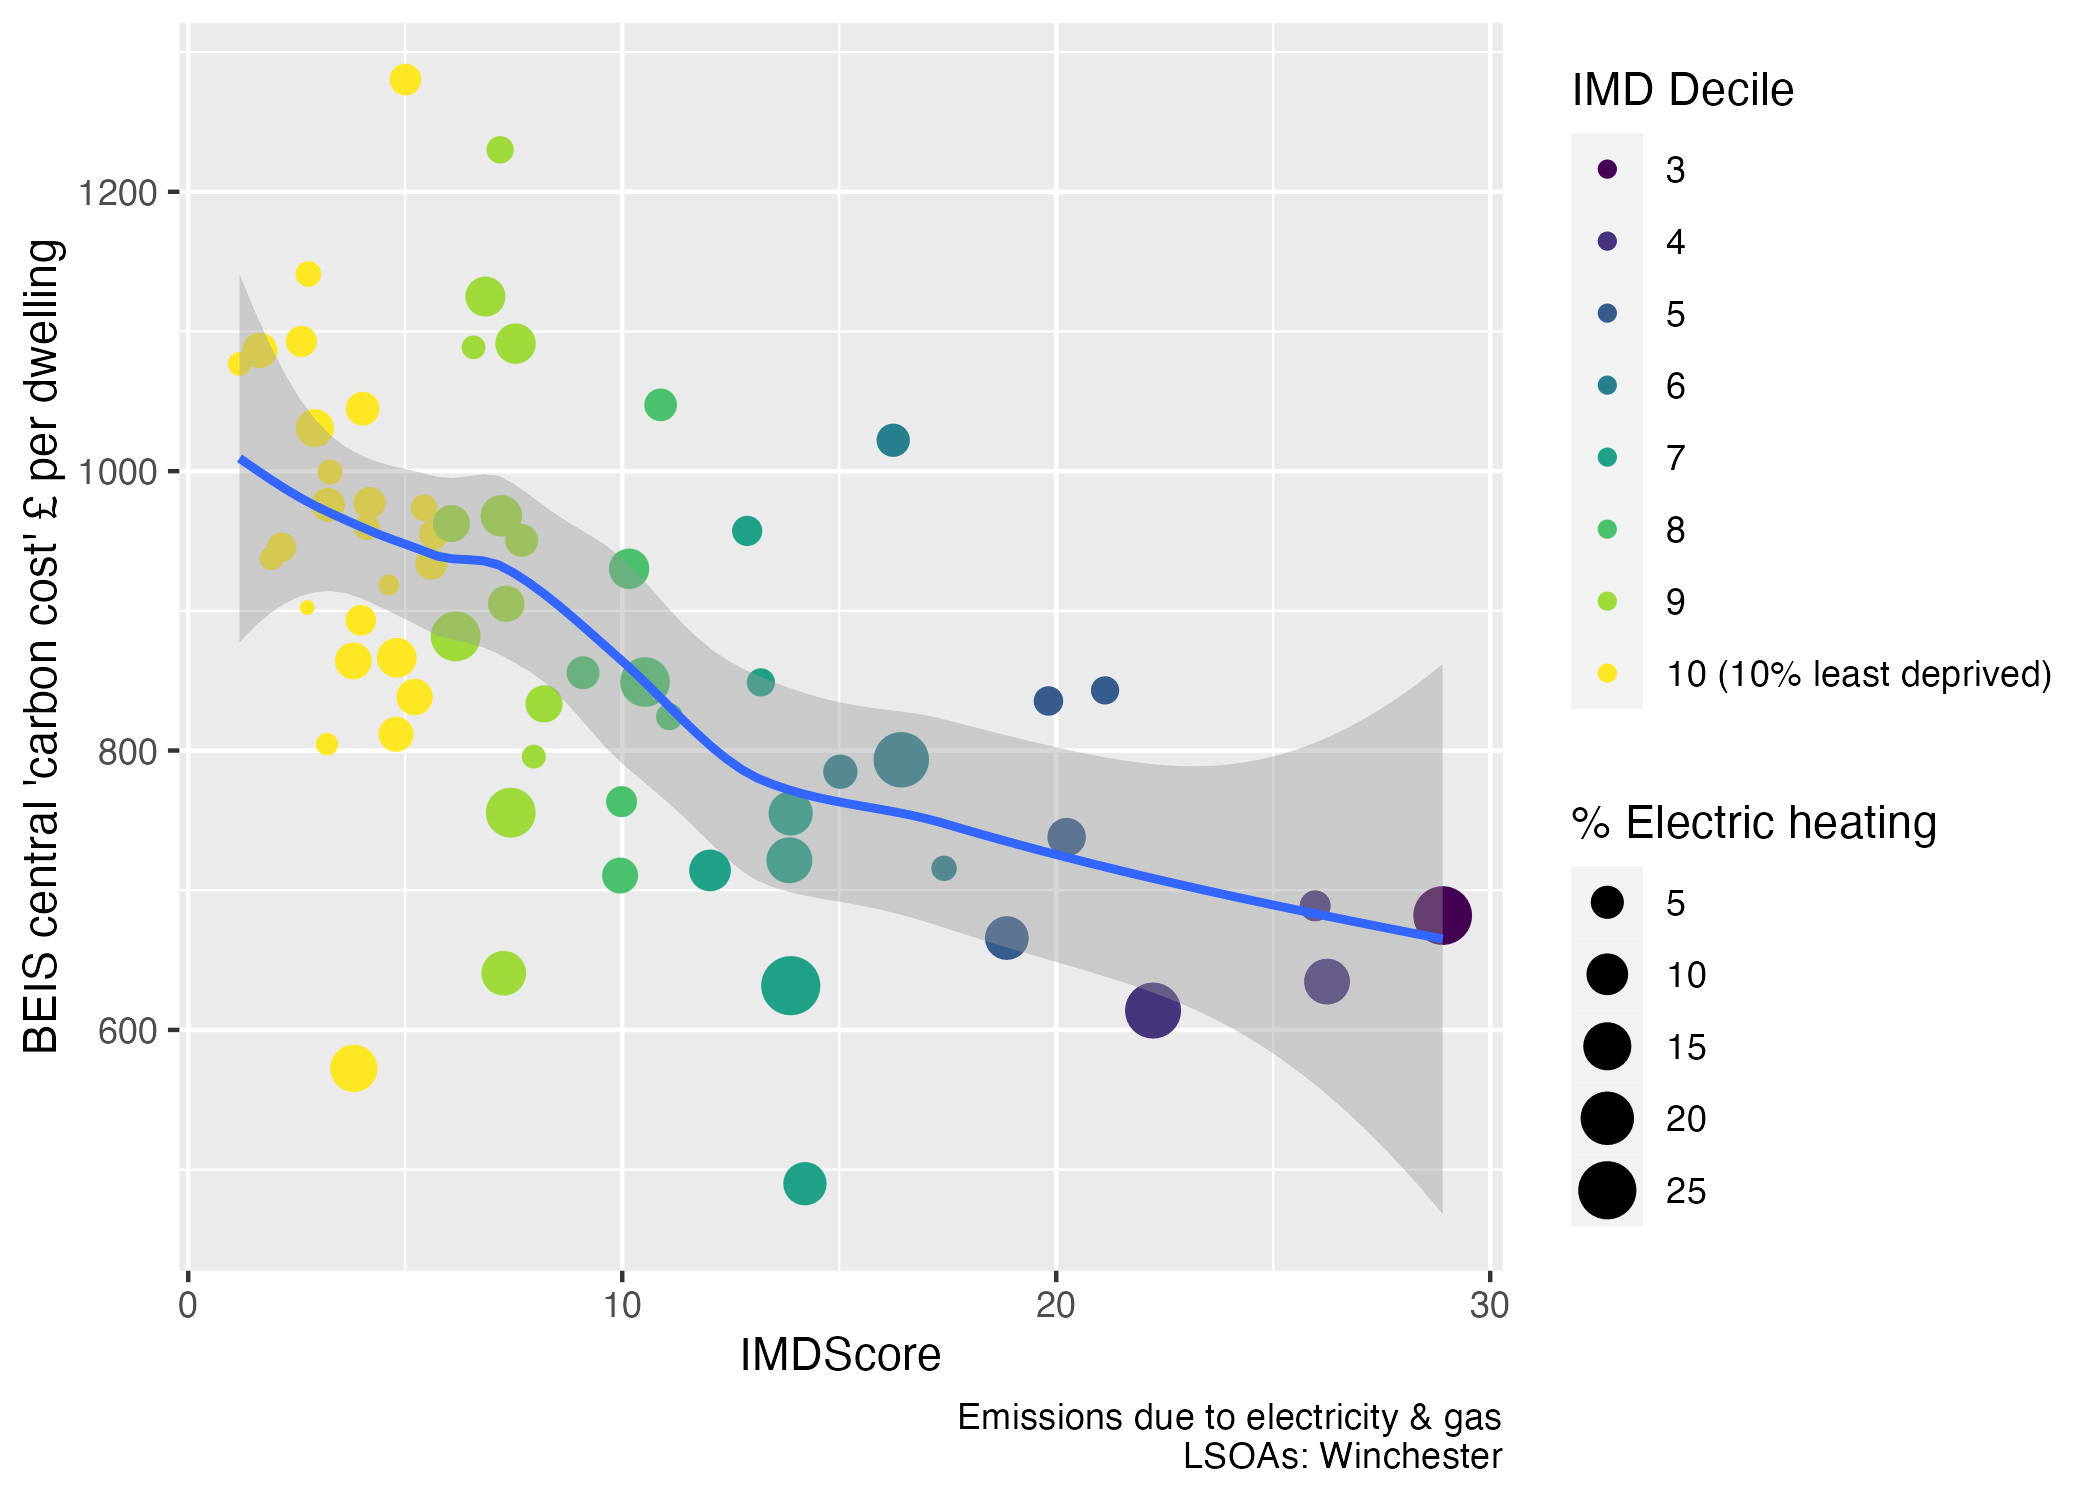 BEIS central 'carbon cost' £ per dwelling
1200
1000
800
600
0
10
20
30
IMDScore
Emissions due to electricity & gas
LSOAs: Winchester
IMD Decile
3
4
5
6
7
8
9
10 (10% least deprived)
% Electric heating
5
10
15
20
25